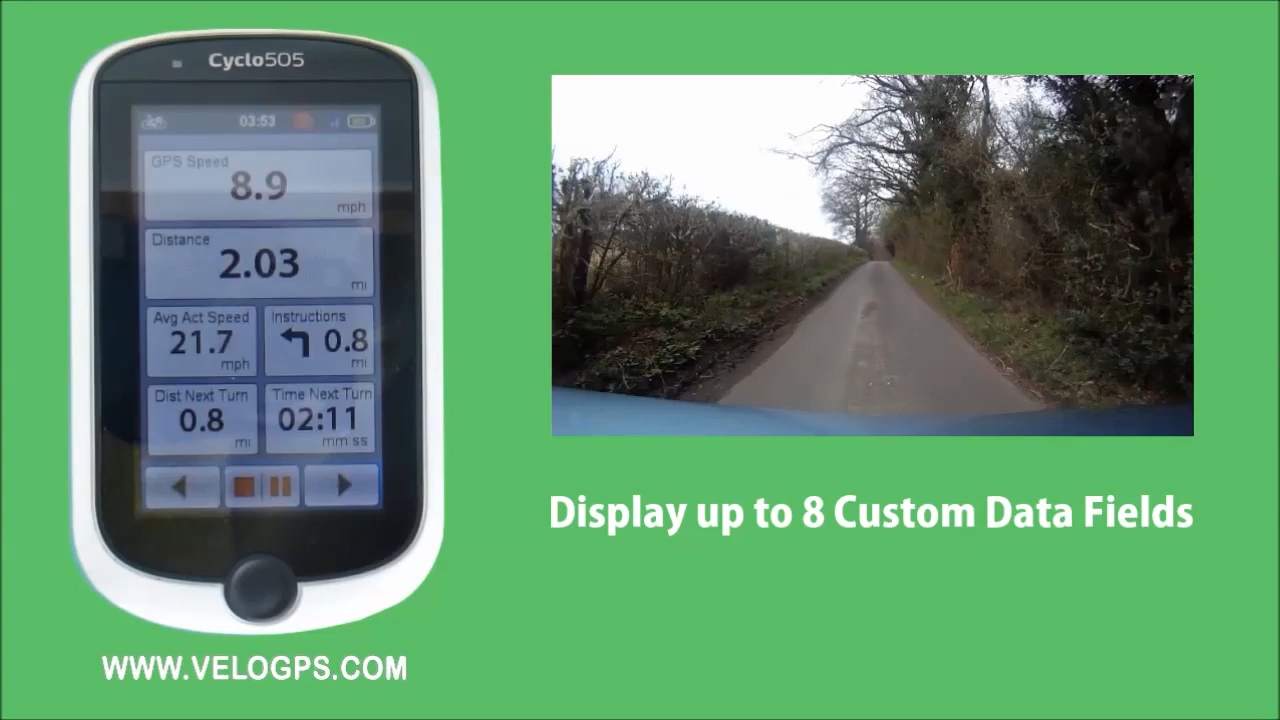 Cyclo505
03:53
GPS Speed
8.9
mph
Distance
2.03
mi
Avg Act Speed
21.7
mph
Instructions
0.8
mi
Dist Next Turn
0.8
mi
Time Next Turn
02:11
mm ss
Display up to 8 Custom Data Fields
WWW.VELOGPS.COM